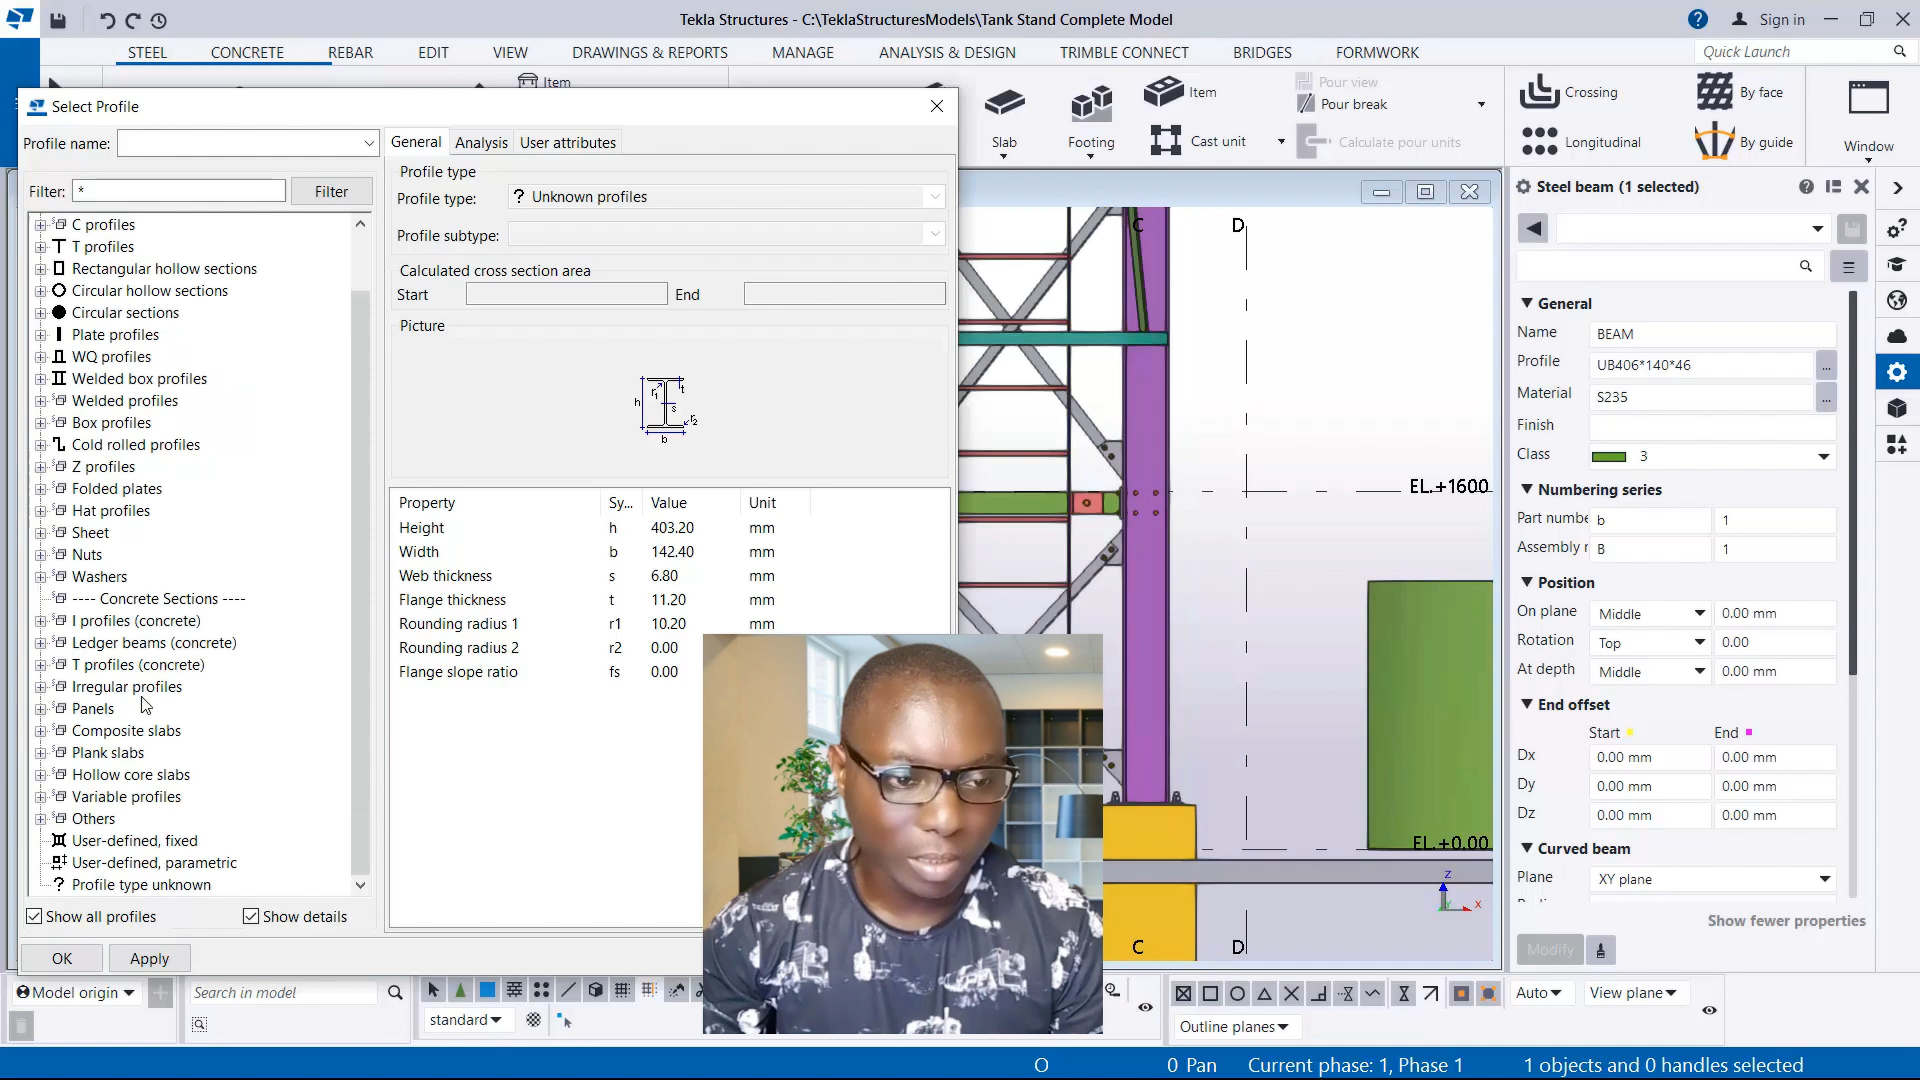 Tekla Structures - C:\TeklaStructuresModels\Tank Stand Complete Model
Sign in
STEEL CONCRETE REBAR EDIT VIEW DRAWINGS & REPORTS MANAGE ANALYSIS & DESIGN TRIMBLE CONNECT BRIDGES FORMWORK
Quick Launch
Item
Slab
Footing
Item
Cast unit
Pour view
Pour break
Calculate pour units
Crossing
Longitudinal
By face
By guide
Window
Select Profile
Profile name:
Filter: *
Filter
C profiles
T profiles
Rectangular hollow sections
Circular hollow sections
Circular sections
Plate profiles
WQ profiles
Welded box profiles
Welded profiles
Box profiles
Cold rolled profiles
Z profiles
Folded plates
Hat profiles
Sheet
Nuts
Washers
---- Concrete Sections ----
I profiles (concrete)
Ledger beams (concrete)
T profiles (concrete)
Irregular profiles
Panels
Composite slabs
Plank slabs
Hollow core slabs
Variable profiles
Others
User-defined, fixed
User-defined, parametric
? Profile type unknown
Show all profiles
Show details
OK
Apply
General Analysis User attributes
Profile type
Profile type: ? Unknown profiles
Profile subtype:
Calculated cross section area
Start
End
Picture
h r1 t s r2 b
Property Sy... Value Unit
Height h 403.20 mm
Width b 142.40 mm
Web thickness s 6.80 mm
Flange thickness t 11.20 mm
Rounding radius 1 r1 10.20 mm
Rounding radius 2 r2 0.00
Flange slope ratio fs 0.00
C
D
EL.+1600
EL.+0.00
Z
Y
X
C
D
Steel beam (1 selected)
General
Name BEAM
Profile UB406*140*46 ...
Material S235 ...
Finish
Class 3
Numbering series
Part numbe b 1
Assembly r B 1
Position
On plane Middle 0.00 mm
Rotation Top 0.00
At depth Middle 0.00 mm
End offset
Start End
Dx 0.00 mm 0.00 mm
Dy 0.00 mm 0.00 mm
Dz 0.00 mm 0.00 mm
Curved beam
Plane XY plane
Show fewer properties
Modify
Model origin
Search in model
standard
Auto
View plane
Outline planes
O 0 Pan Current phase: 1, Phase 1 1 objects and 0 handles selected